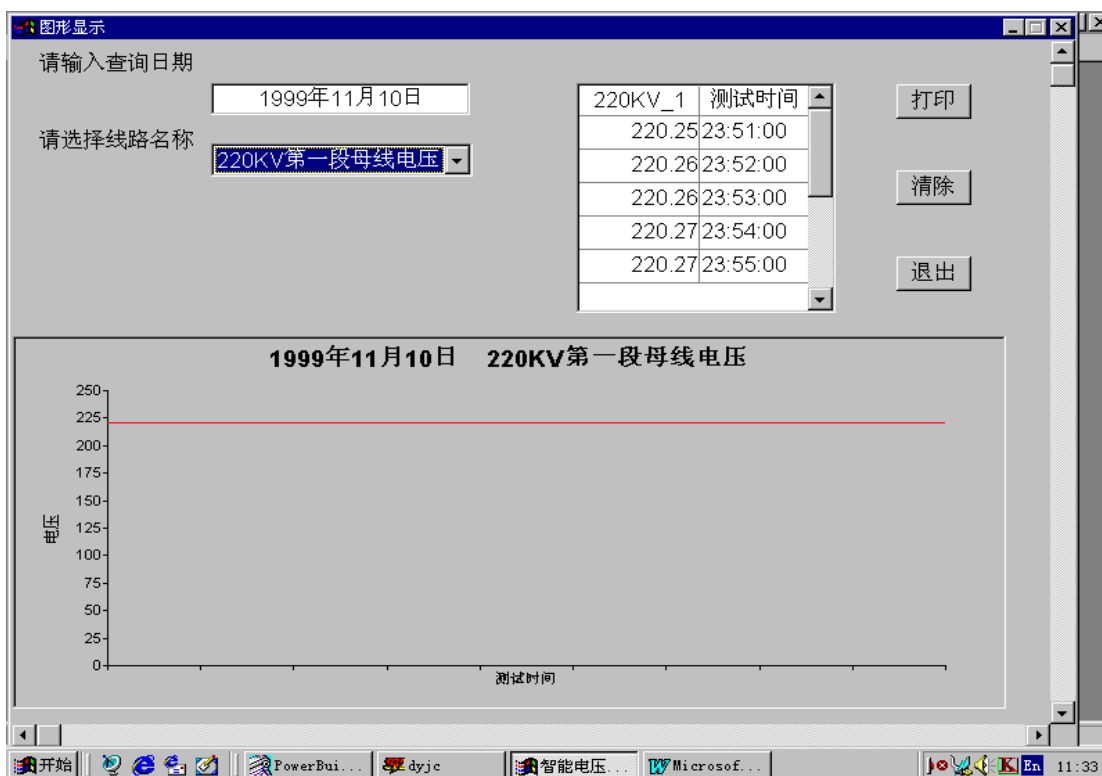 图形显示
请输入查询日期
1999年11月10日
请选择线路名称
220KV第一段母线电压
220KV_1 测试时间
220.25 23:51:00
220.26 23:52:00
220.26 23:53:00
220.27 23:54:00
220.27 23:55:00
打印
清除
退出
1999年11月10日 220KV第一段母线电压
250
225
200
175
150
125
100
75
50
25
0
电压
测试时间
开始 PowerBui... dyjc 智能电压... Microsof... En 11:33